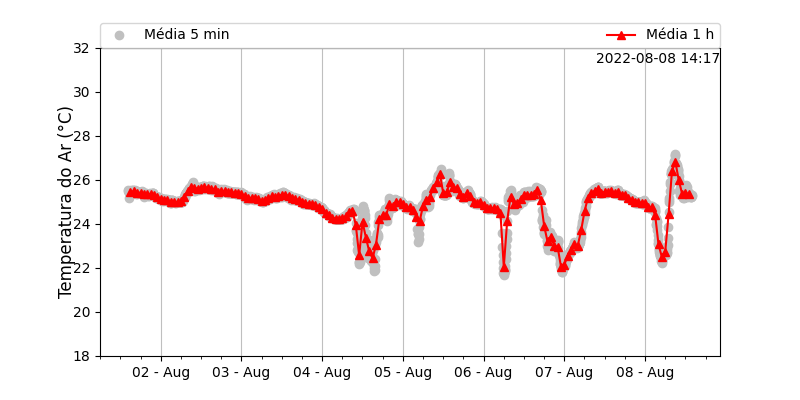 Média 5 min
Média 1 h
2022-08-08 14:17
Temperatura do Ar (°C)
32
30
28
26
24
22
20
18
02 - Aug
03 - Aug
04 - Aug
05 - Aug
06 - Aug
07 - Aug
08 - Aug